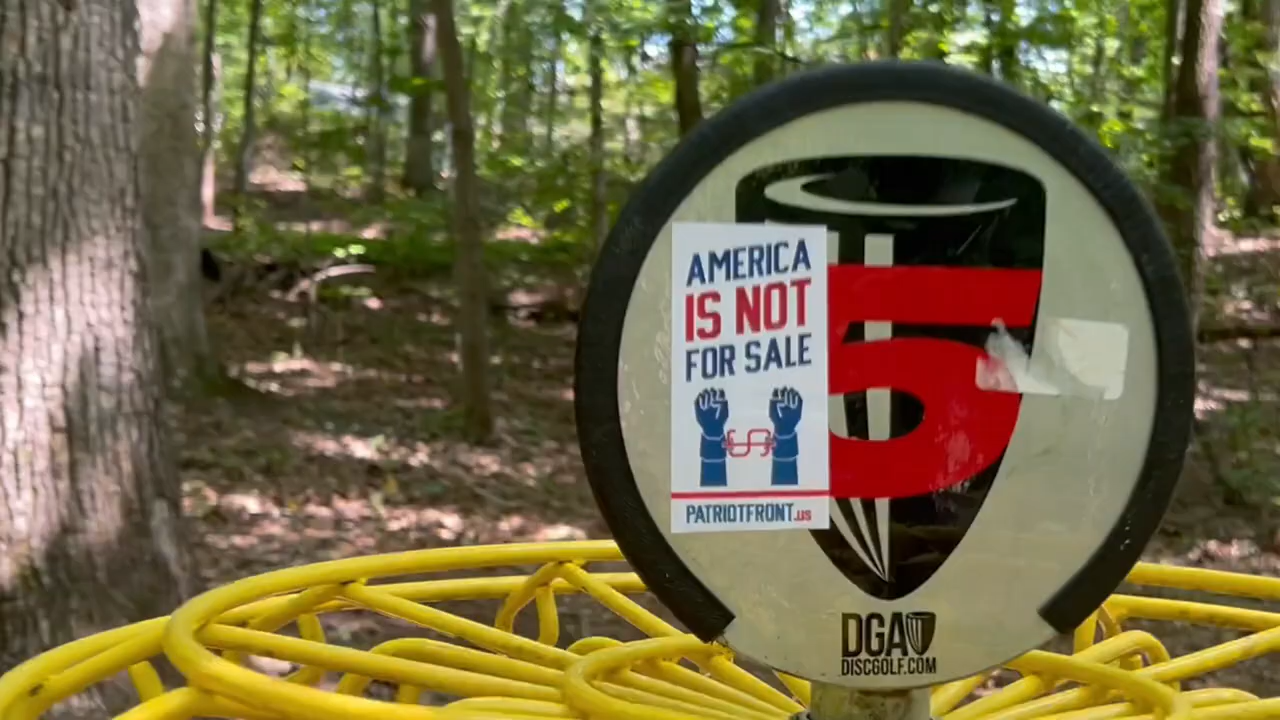 AMERICA
IS NOT
FOR SALE
PATRIOTFRONT.US
5
DGA
DISCGOLF.COM